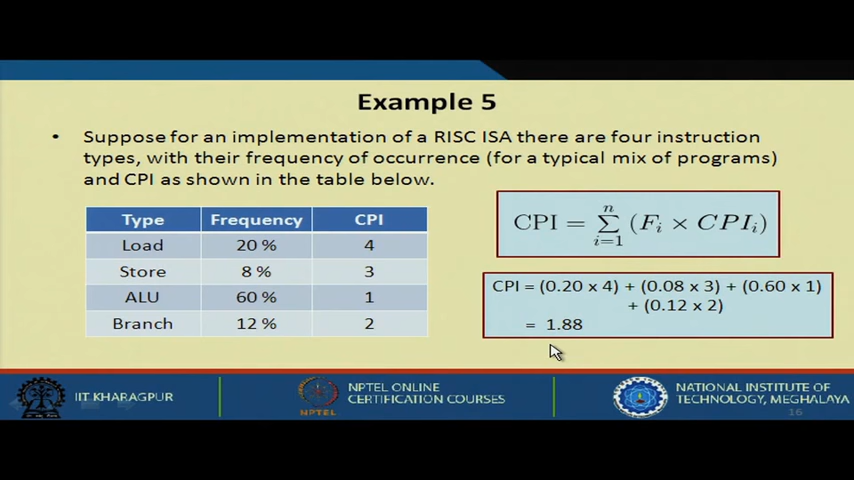 Example 5
• Suppose for an implementation of a RISC ISA there are four instruction
types, with their frequency of occurrence (for a typical mix of programs)
and CPI as shown in the table below.
Type Frequency CPI
Load 20 % 4
Store 8 % 3
ALU 60 % 1
Branch 12 % 2
CPI = ∑_{i=1}^{n} (F_i × CPI_i)
CPI = (0.20 x 4) + (0.08 x 3) + (0.60 x 1)
+ (0.12 x 2)
= 1.88
IIT KHARAGPUR
NPTEL
NPTEL ONLINE
CERTIFICATION COURSES
NATIONAL INSTITUTE OF
TECHNOLOGY, MEGHALAYA
16